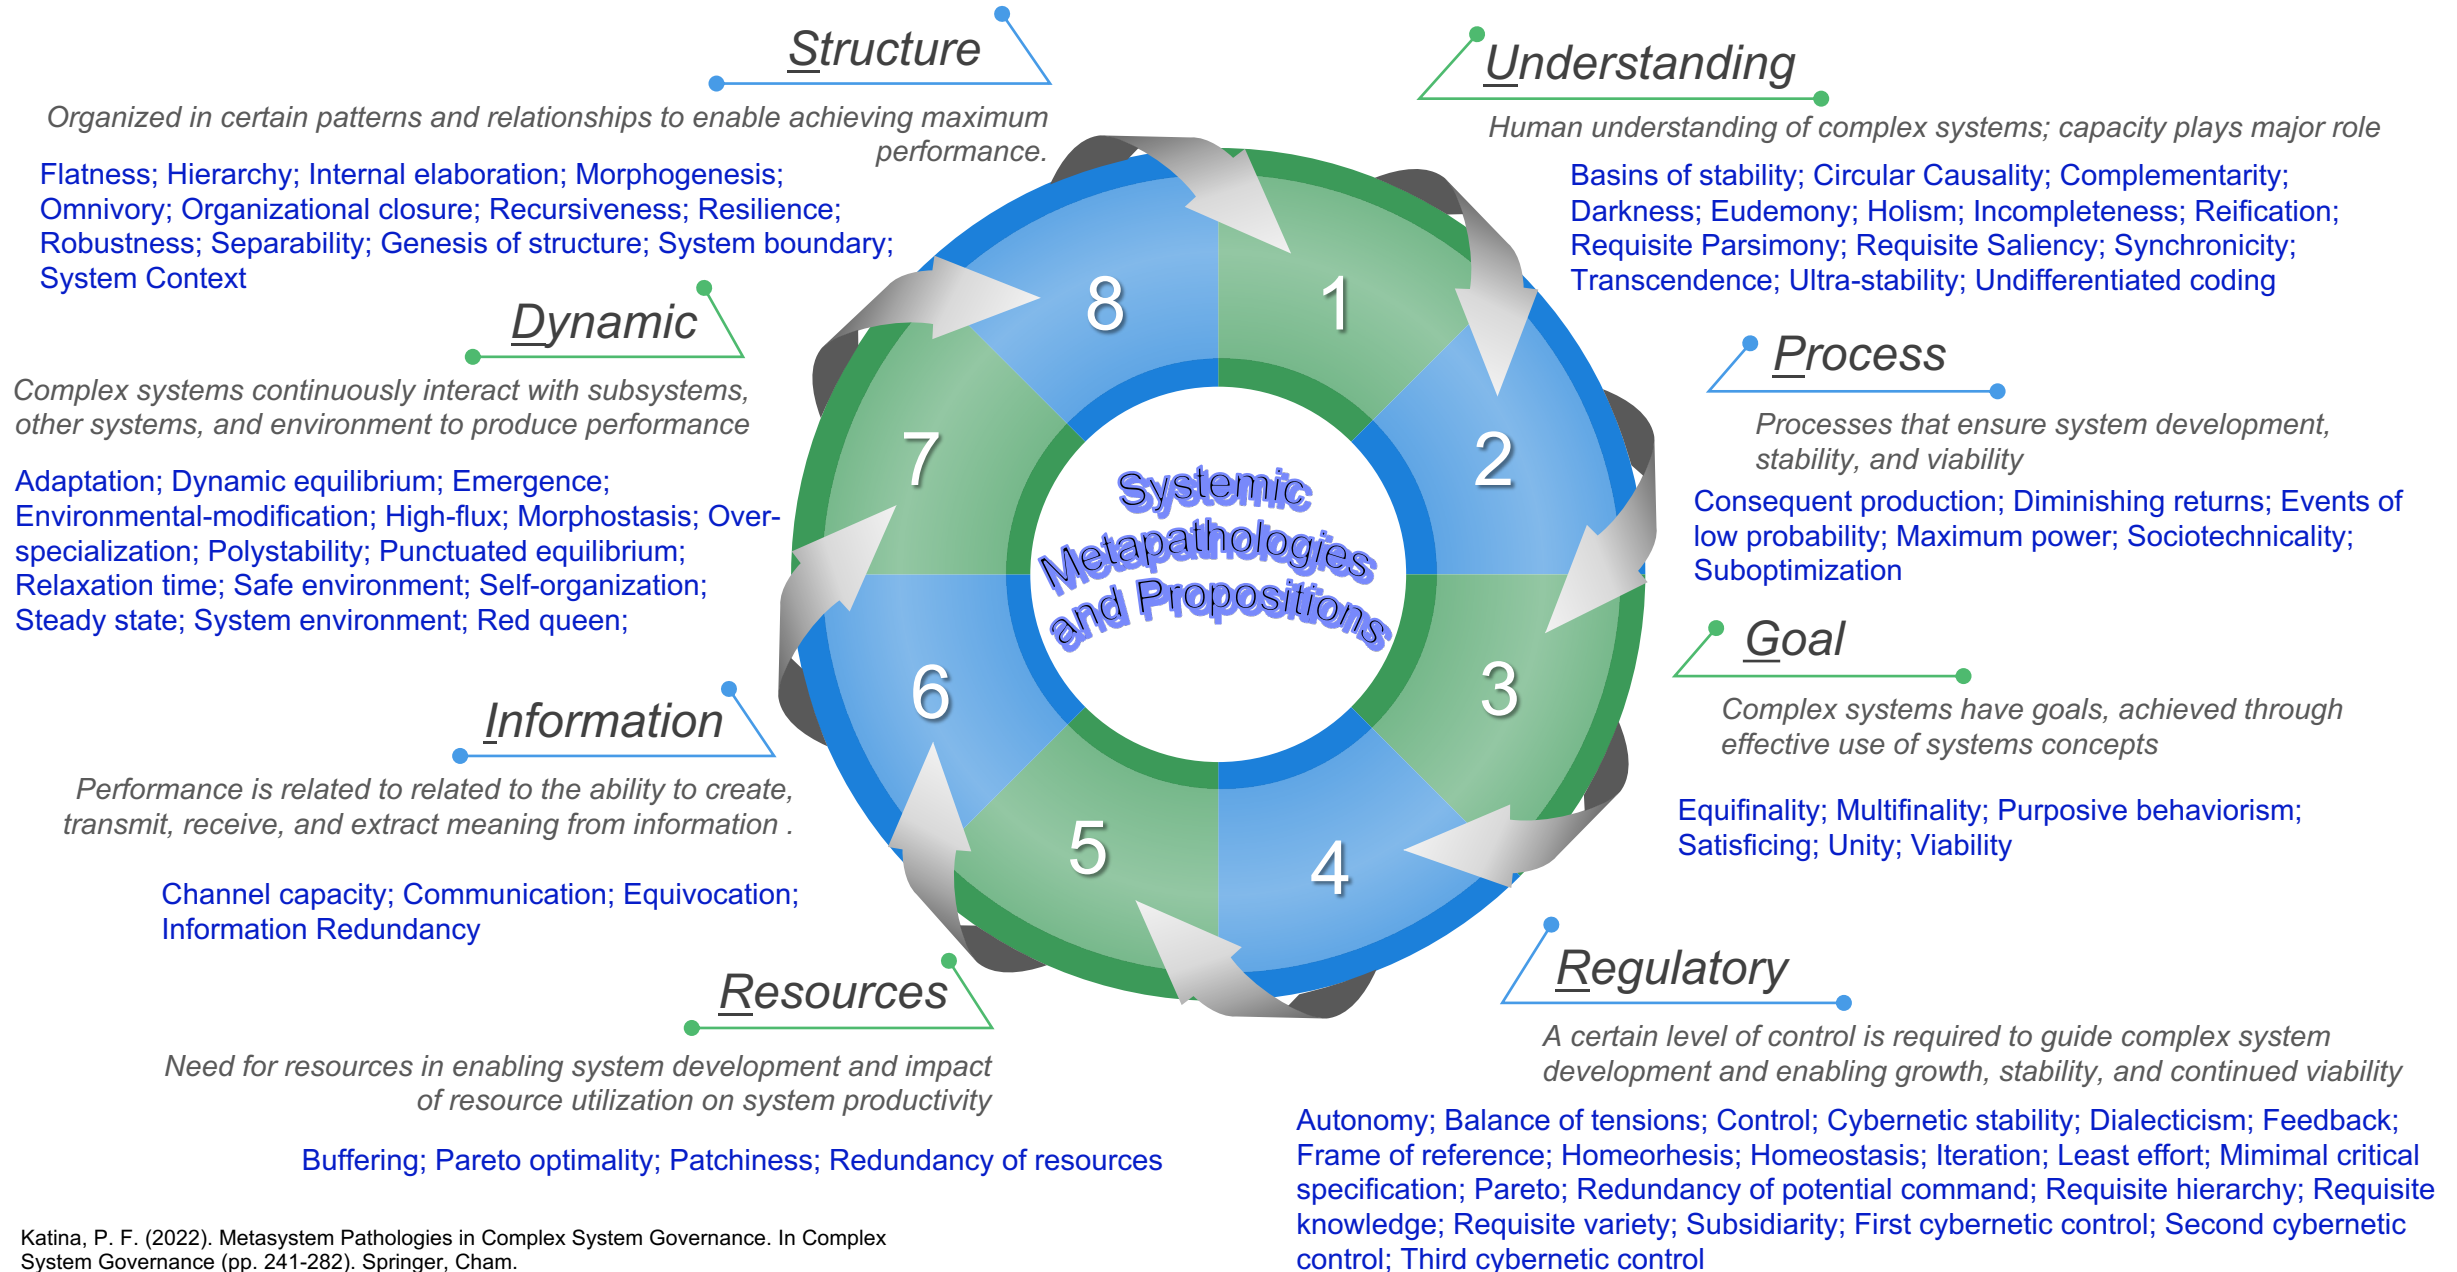 Structure
Organized in certain patterns and relationships to enable achieving maximum
performance.
Flatness; Hierarchy; Internal elaboration; Morphogenesis;
Omnivory; Organizational closure; Recursiveness; Resilience;
Robustness; Separability; Genesis of structure; System boundary;
System Context
Understanding
Human understanding of complex systems; capacity plays major role
Basins of stability; Circular Causality; Complementarity;
Darkness; Eudemony; Holism; Incompleteness; Reification;
Requisite Parsimony; Requisite Saliency; Synchronicity;
Transcendence; Ultra-stability; Undifferentiated coding
Dynamic
Complex systems continuously interact with subsystems,
other systems, and environment to produce performance
Adaptation; Dynamic equilibrium; Emergence;
Environmental-modification; High-flux; Morphostasis; Over-
specialization; Polystability; Punctuated equilibrium;
Relaxation time; Safe environment; Self-organization;
Steady state; System environment; Red queen;
Process
Processes that ensure system development,
stability, and viability
Consequent production; Diminishing returns; Events of
low probability; Maximum power; Sociotechnicality;
Suboptimization
8
1
7
2
6
3
5
4
Systemic
Metapathologies
and Propositions
Goal
Complex systems have goals, achieved through
effective use of systems concepts
Equifinality; Multifinality; Purposive behaviorism;
Satisficing; Unity; Viability
Information
Performance is related to related to the ability to create,
transmit, receive, and extract meaning from information .
Channel capacity; Communication; Equivocation;
Information Redundancy
Resources
Need for resources in enabling system development and impact
of resource utilization on system productivity
Buffering; Pareto optimality; Patchiness; Redundancy of resources
Regulatory
A certain level of control is required to guide complex system
development and enabling growth, stability, and continued viability
Autonomy; Balance of tensions; Control; Cybernetic stability; Dialecticism; Feedback;
Frame of reference; Homeorhesis; Homeostasis; Iteration; Least effort; Mimimal critical
specification; Pareto; Redundancy of potential command; Requisite hierarchy; Requisite
knowledge; Requisite variety; Subsidiarity; First cybernetic control; Second cybernetic
control; Third cybernetic control
Katina, P. F. (2022). Metasystem Pathologies in Complex System Governance. In Complex
System Governance (pp. 241-282). Springer, Cham.